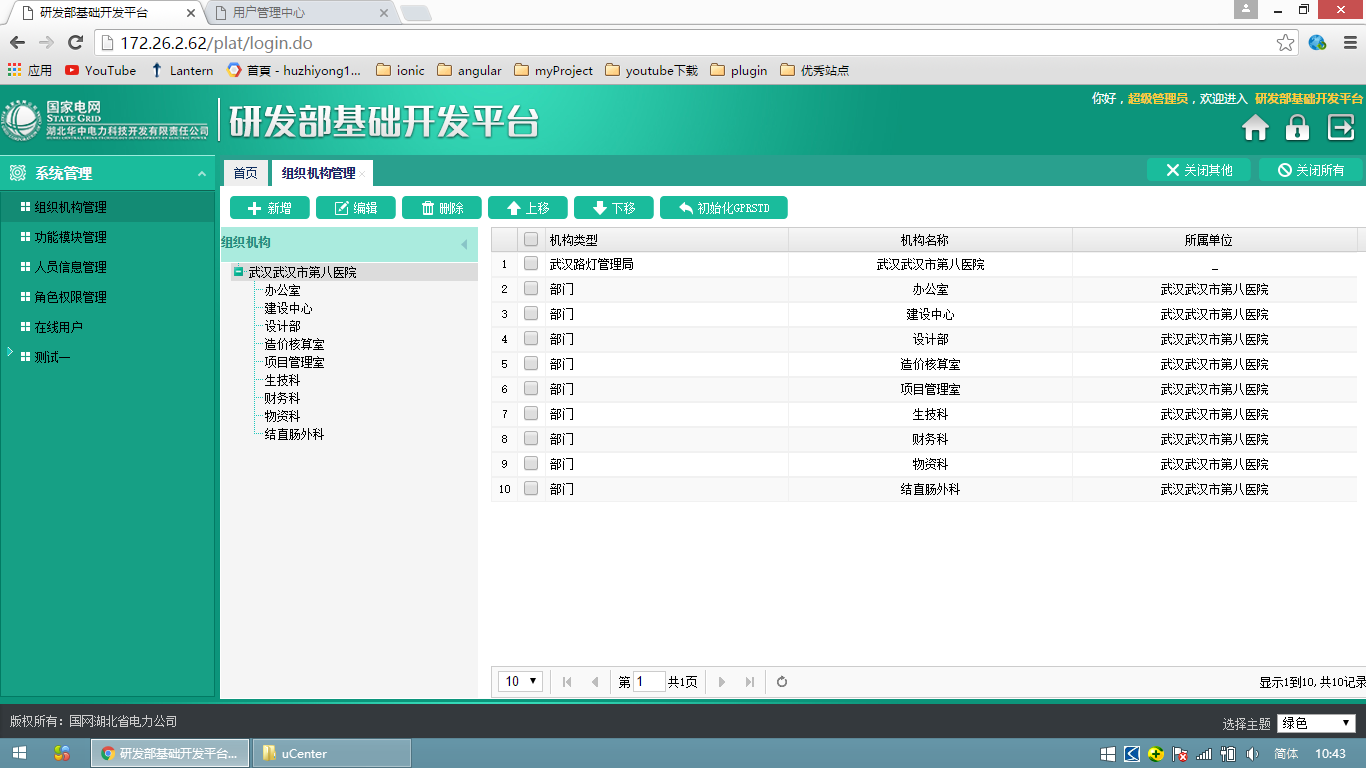 研发部基础开发平台
用户管理中心
172.26.2.62/plat/login.do
应用 YouTube Lantern 首頁 - huzhiyong1... ionic angular myProject youtube下载 plugin 优秀站点
国家电网
STATE GRID
湖北华中电力科技开发有限责任公司
研发部基础开发平台
你好，超级管理员，欢迎进入 研发部基础开发平台
系统管理
首页 组织机构管理 关闭其他 关闭所有
组织机构管理
功能模块管理
人员信息管理
角色权限管理
在线用户
测试一
新增 编辑 删除 上移 下移 初始化GPRSTD
组织机构
武汉武汉市第八医院
办公室
建设中心
设计部
造价核算室
项目管理室
生技科
财务科
物资科
结直肠外科
机构类型 机构名称 所属单位
1 武汉路灯管理局 武汉武汉市第八医院 _
2 部门 办公室 武汉武汉市第八医院
3 部门 建设中心 武汉武汉市第八医院
4 部门 设计部 武汉武汉市第八医院
5 部门 造价核算室 武汉武汉市第八医院
6 部门 项目管理室 武汉武汉市第八医院
7 部门 生技科 武汉武汉市第八医院
8 部门 财务科 武汉武汉市第八医院
9 部门 物资科 武汉武汉市第八医院
10 部门 结直肠外科 武汉武汉市第八医院
10 第 1 共1页 显示1到10, 共10记录
版权所有：国网湖北省电力公司
选择主题 绿色
研发部基础开发平台... uCenter 简体 10:43